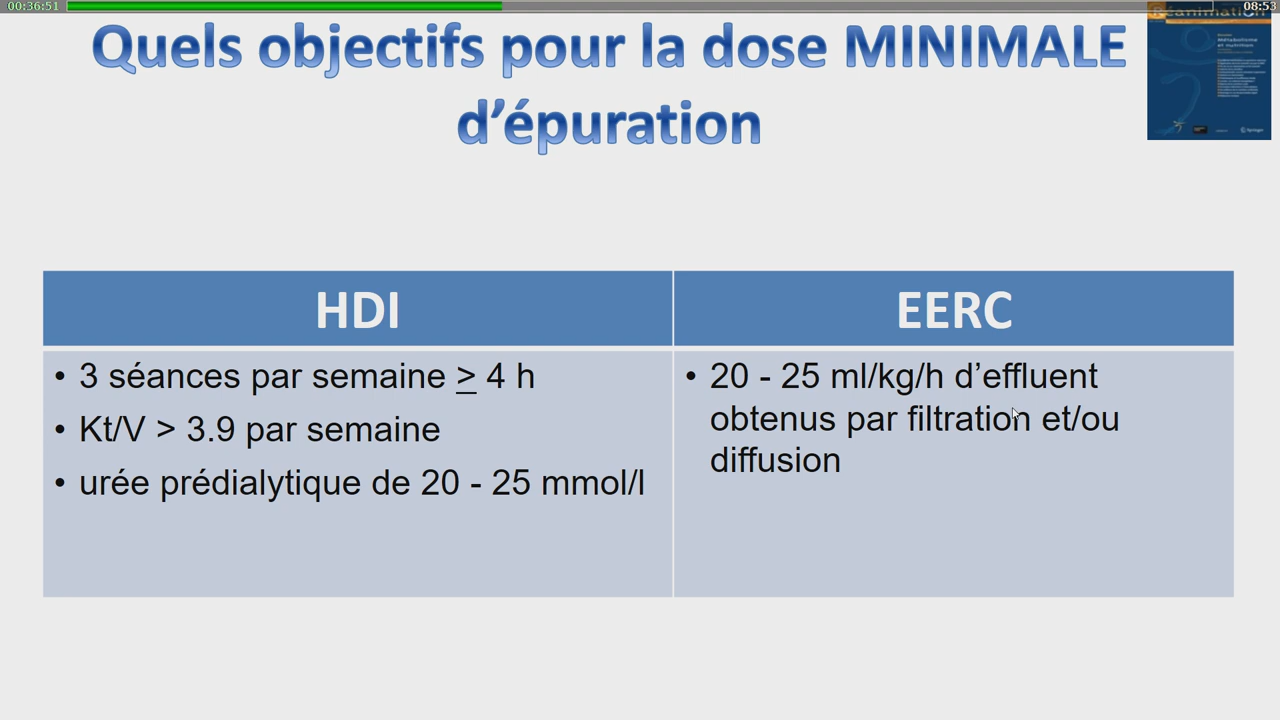 00:36:51
08:53
Réanimation
Quels objectifs pour la dose MINIMALE
d’épuration
HDI
EERC
• 3 séances par semaine > 4 h
• Kt/V > 3.9 par semaine
• urée prédialytique de 20 - 25 mmol/l
• 20 - 25 ml/kg/h d’effluent
obtenus par filtration et/ou
diffusion
Springer